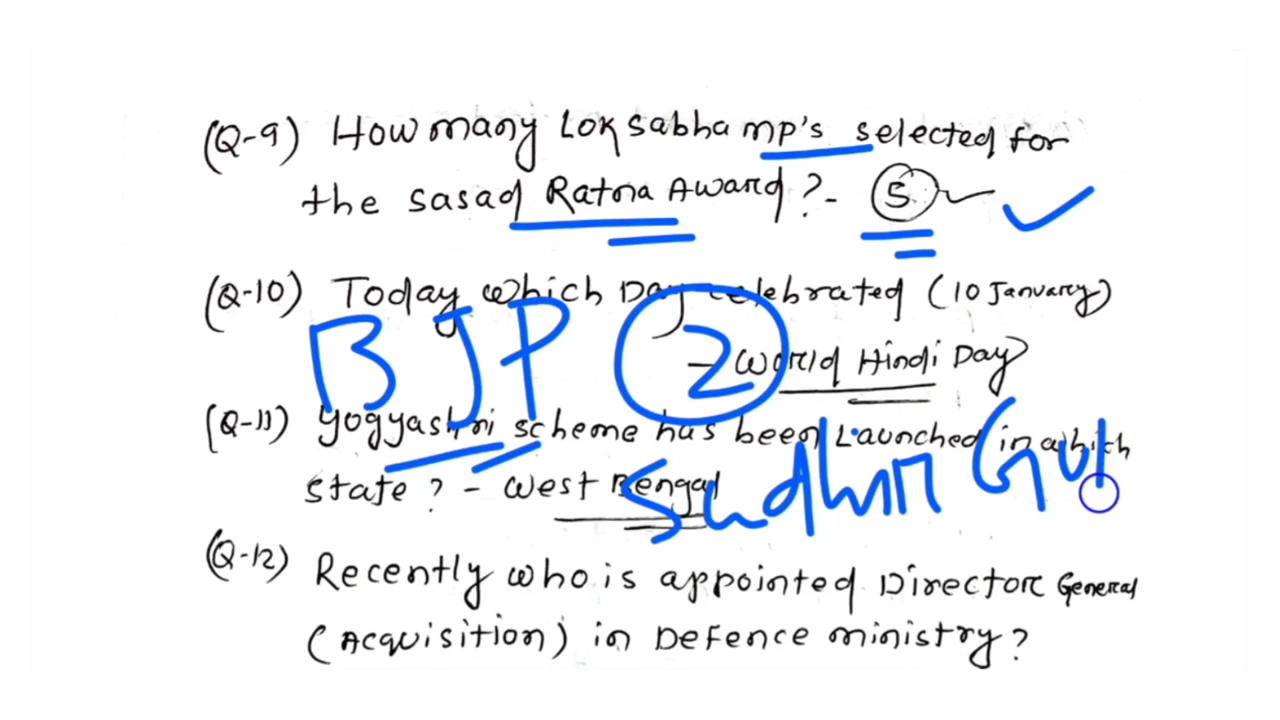 (Q-9) How many Loksabha mp's selected for
the sasad Ratna Award? - 5
(Q-10) Today which Day celebrated (10 January)
BJP 2
- World Hindi Day
(Q-11) Yogyashri scheme has been Launched in which
state? - West Bengal
Sudhir Gu
(Q-12) Recently who is appointed Director General
(Acquisition) in Defence ministry?